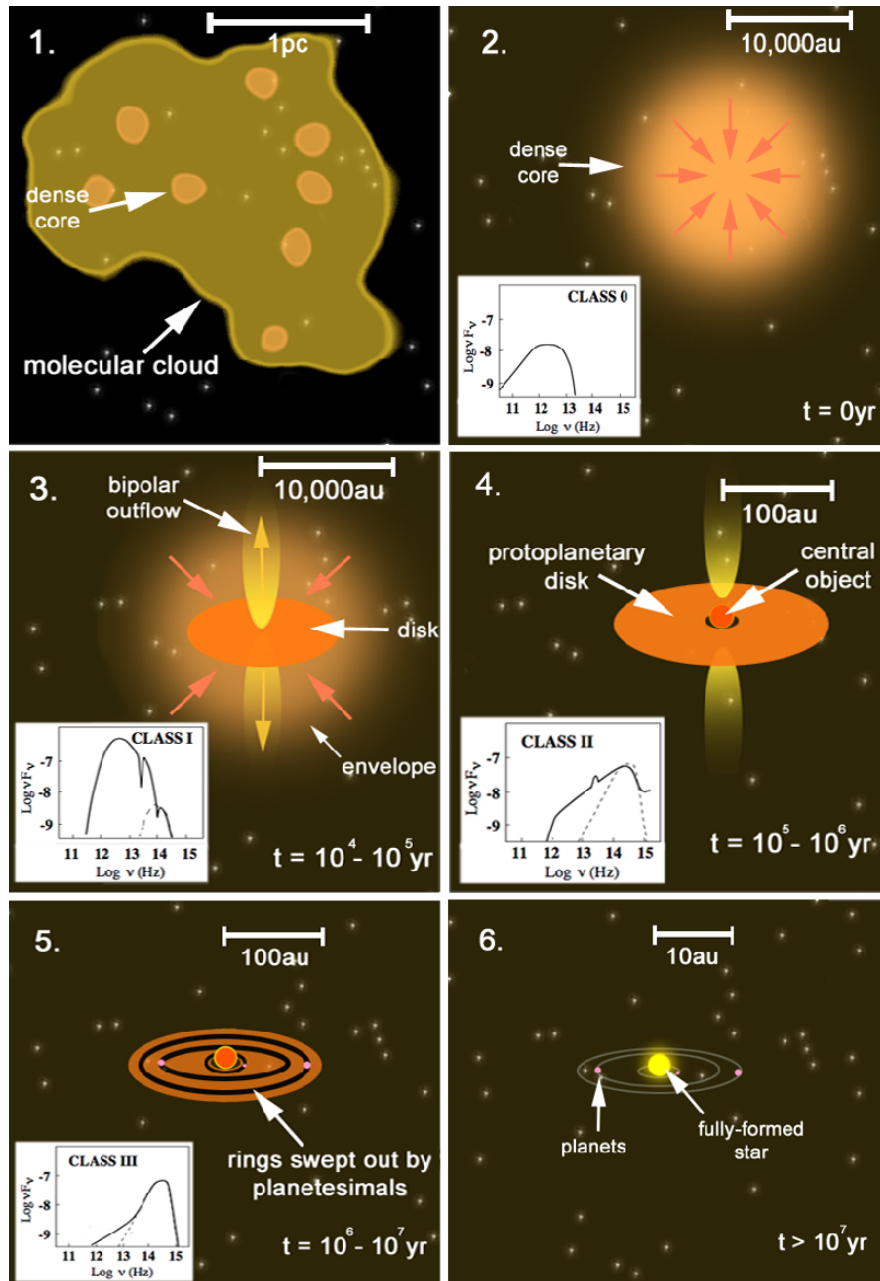 1.
1pc
dense
core
molecular cloud
2.
10,000au
dense
core
CLASS 0
Log νFν
-7
-8
-9
11 12 13 14 15
Log ν (Hz)
t = 0yr
3.
10,000au
bipolar
outflow
disk
envelope
CLASS I
Log νFν
-7
-8
-9
11 12 13 14 15
Log ν (Hz)
t = 10⁴ - 10⁵yr
4.
100au
protoplanetary
disk
central
object
CLASS II
Log νFν
-7
-8
-9
11 12 13 14 15
Log ν (Hz)
t = 10⁵ - 10⁶yr
5.
100au
rings swept out by
planetesimals
CLASS III
Log νFν
-7
-8
-9
11 12 13 14 15
Log ν (Hz)
t = 10⁶ - 10⁷yr
6.
10au
planets
fully-formed
star
t > 10⁷yr